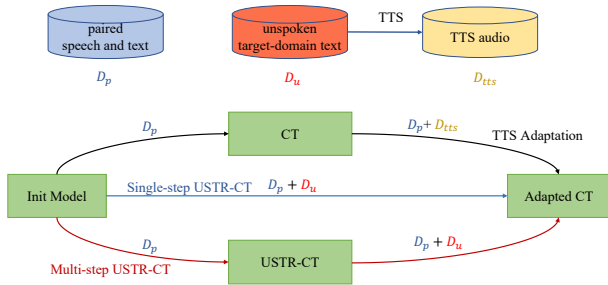 TTS
paired
speech and text
unspoken
target-domain text
TTS audio
D_p
D_u
D_tts
D_p
CT
D_p+ D_tts
TTS Adaptation
Init Model
Single-step USTR-CT D_p + D_u
Adapted CT
D_p
D_p + D_u
Multi-step USTR-CT
USTR-CT